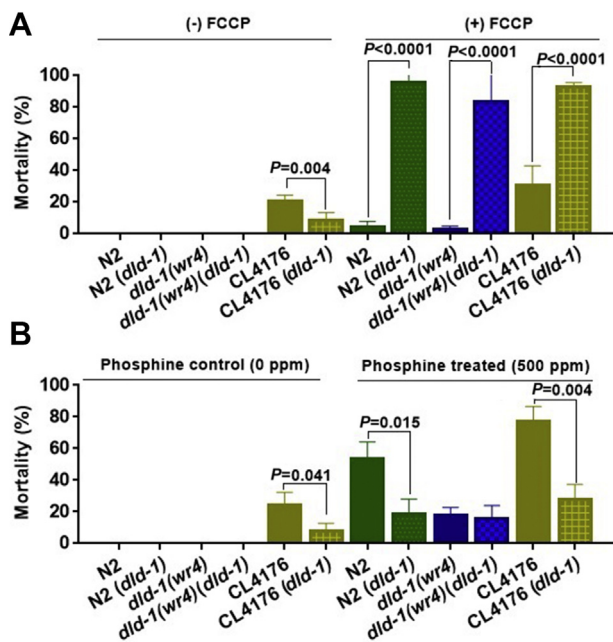 A
(-) FCCP
(+) FCCP
Mortality (%)
100
80
60
40
20
0
P=0.004
P<0.0001
P<0.0001
P<0.0001
N2
N2 (dld-1)
dld-1(wr4)
dld-1(wr4)(dld-1)
CL4176
CL4176 (dld-1)
N2
N2 (dld-1)
dld-1(wr4)
dld-1(wr4)(dld-1)
CL4176
CL4176 (dld-1)
B
Phosphine control (0 ppm)
Phosphine treated (500 ppm)
Mortality (%)
100
80
60
40
20
0
P=0.041
P=0.015
P=0.004
N2
N2 (dld-1)
dld-1(wr4)
dld-1(wr4)(dld-1)
CL4176
CL4176 (dld-1)
N2
N2 (dld-1)
dld-1(wr4)
dld-1(wr4)(dld-1)
CL4176
CL4176 (dld-1)